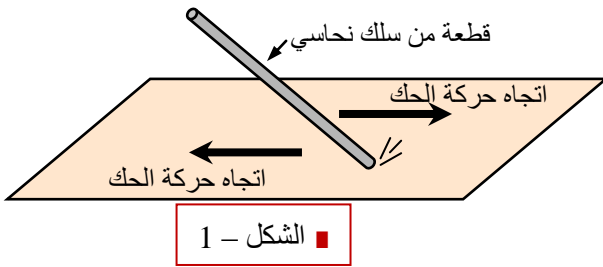 قطعة من سلك نحاسي
اتجاه حركة الحك
اتجاه حركة الحك
الشكل – 1